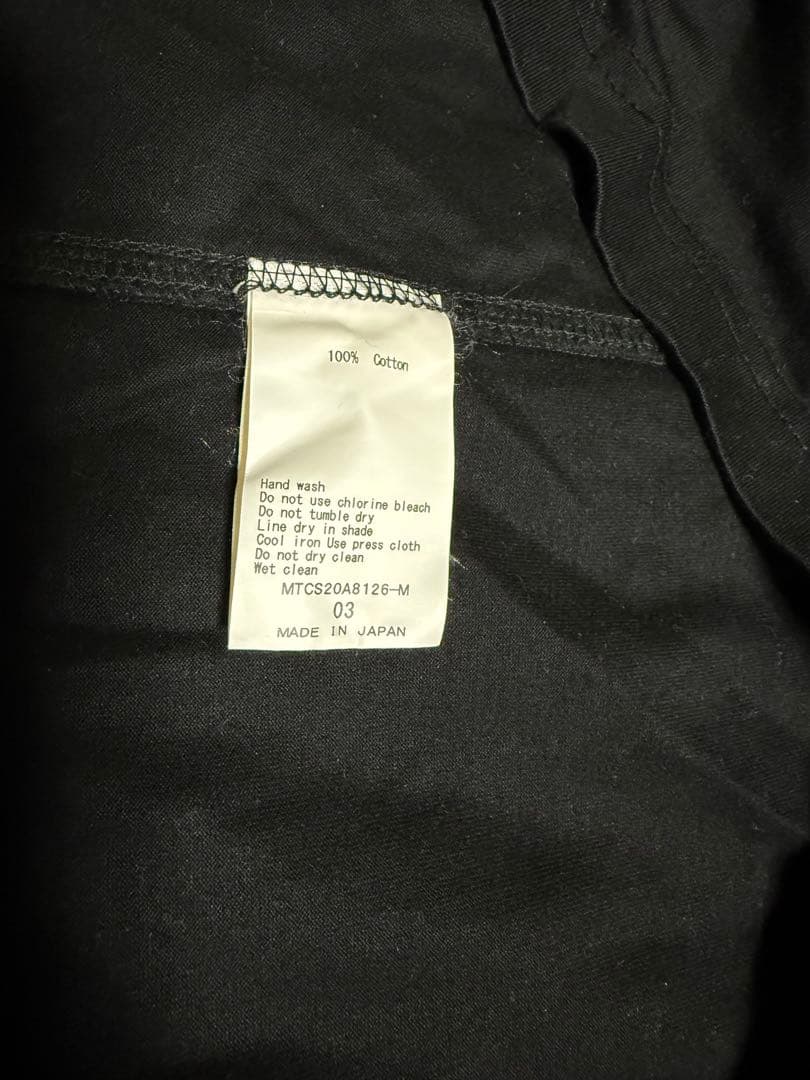 100% Cotton
Hand wash
Do not use chlorine bleach
Do not tumble dry
Line dry in shade
Cool iron Use press cloth
Do not dry clean
Wet clean
MTCS20A8126-M
03
MADE IN JAPAN